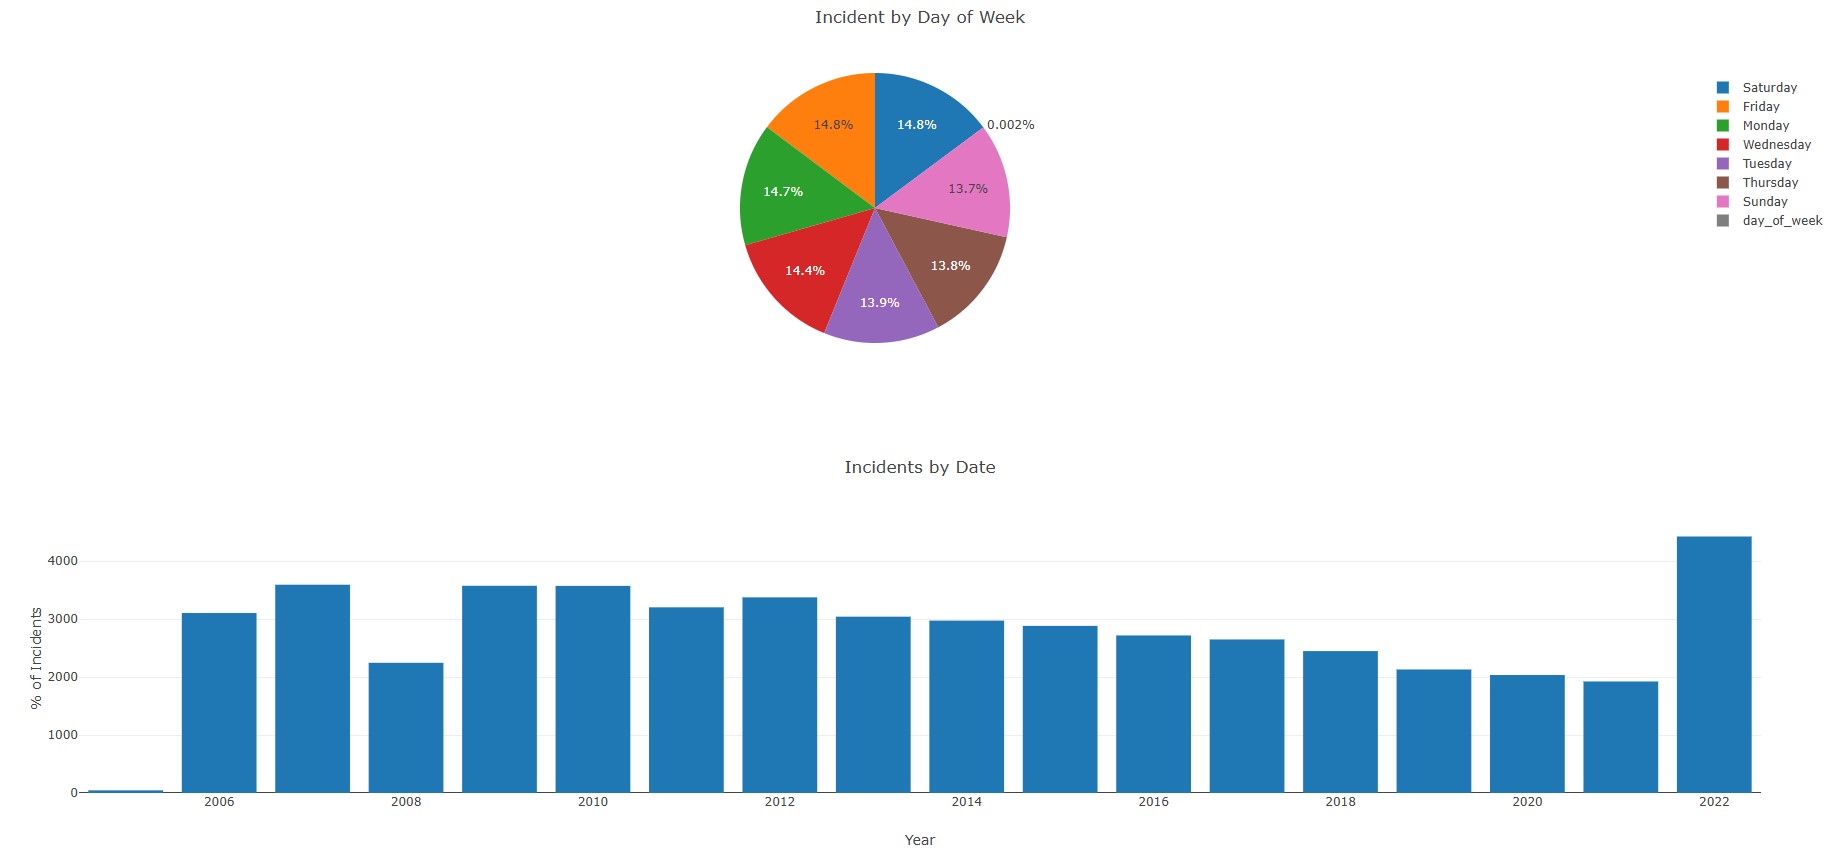 Incident by Day of Week
14.8%
14.8%
0.002%
14.7%
13.7%
14.4%
13.8%
13.9%
Saturday
Friday
Monday
Wednesday
Tuesday
Thursday
Sunday
day_of_week
Incidents by Date
4000
3000
2000
1000
0
% of Incidents
2006
2008
2010
2012
2014
2016
2018
2020
2022
Year